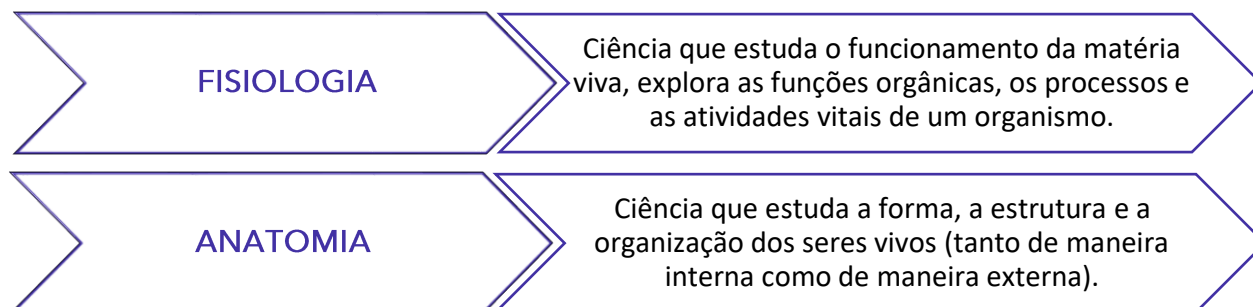 FISIOLOGIA
Ciência que estuda o funcionamento da matéria
viva, explora as funções orgânicas, os processos e
as atividades vitais de um organismo.
ANATOMIA
Ciência que estuda a forma, a estrutura e a
organização dos seres vivos (tanto de maneira
interna como de maneira externa).